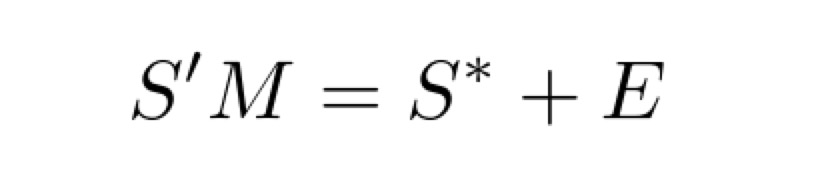 S′M = S* + E